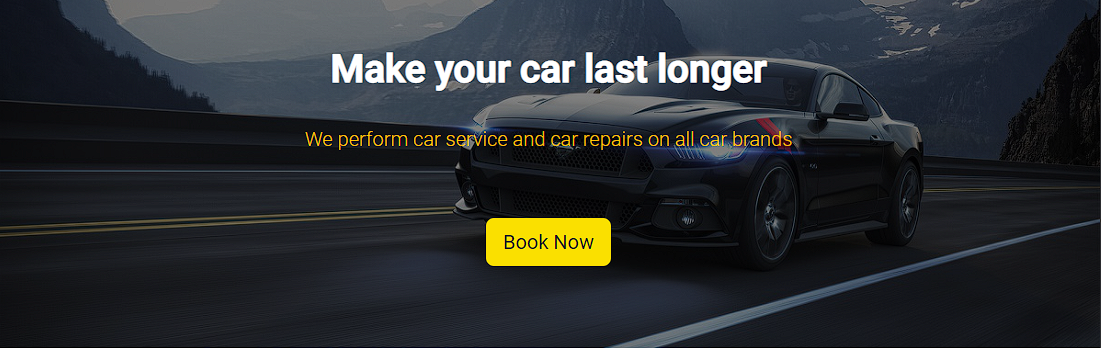 Make your car last longer
We perform car service and car repairs on all car brands
Book Now